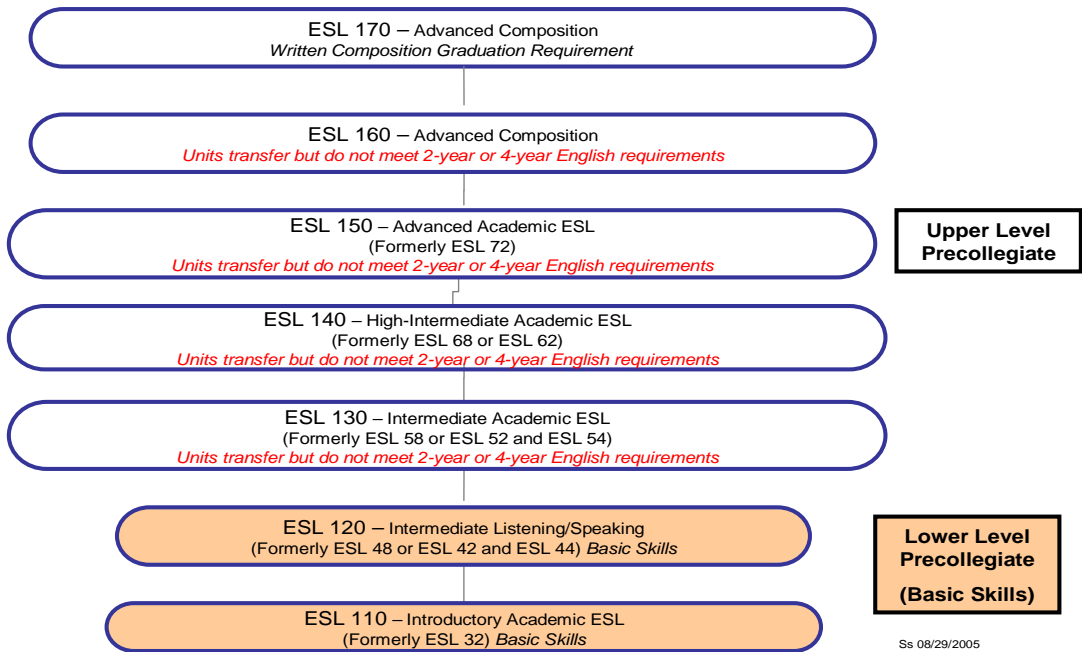 ESL 170 – Advanced Composition
Written Composition Graduation Requirement
ESL 160 – Advanced Composition
Units transfer but do not meet 2-year or 4-year English requirements
ESL 150 – Advanced Academic ESL
(Formerly ESL 72)
Units transfer but do not meet 2-year or 4-year English requirements
Upper Level
Precollegiate
ESL 140 – High-Intermediate Academic ESL
(Formerly ESL 68 or ESL 62)
Units transfer but do not meet 2-year or 4-year English requirements
ESL 130 – Intermediate Academic ESL
(Formerly ESL 58 or ESL 52 and ESL 54)
Units transfer but do not meet 2-year or 4-year English requirements
ESL 120 – Intermediate Listening/Speaking
(Formerly ESL 48 or ESL 42 and ESL 44) Basic Skills
Lower Level
Precollegiate
(Basic Skills)
ESL 110 – Introductory Academic ESL
(Formerly ESL 32) Basic Skills
Ss 08/29/2005